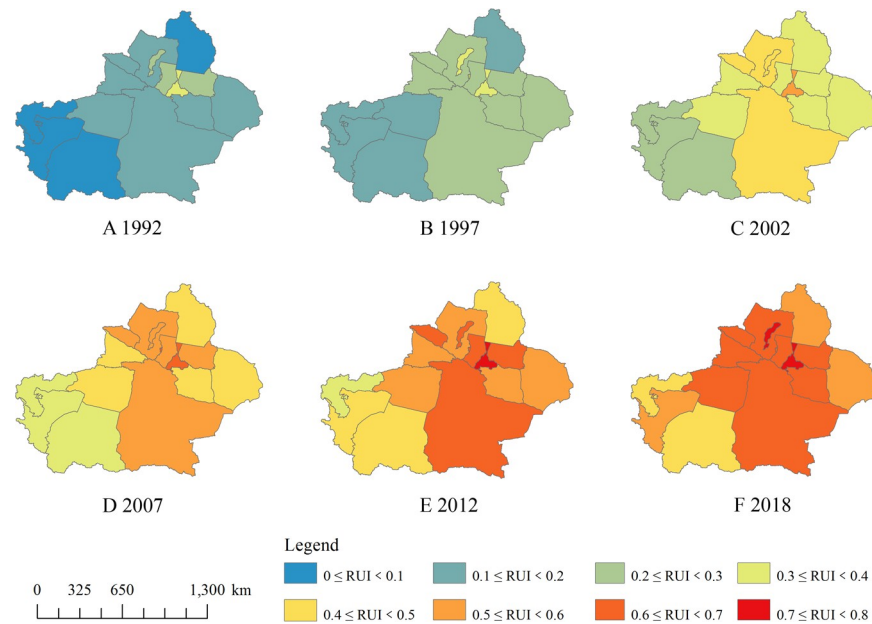 A 1992
B 1997
C 2002
D 2007
E 2012
F 2018
Legend
0 325 650 1,300 km
0 ≤ RUI < 0.1
0.1 ≤ RUI < 0.2
0.2 ≤ RUI < 0.3
0.3 ≤ RUI < 0.4
0.4 ≤ RUI < 0.5
0.5 ≤ RUI < 0.6
0.6 ≤ RUI < 0.7
0.7 ≤ RUI < 0.8